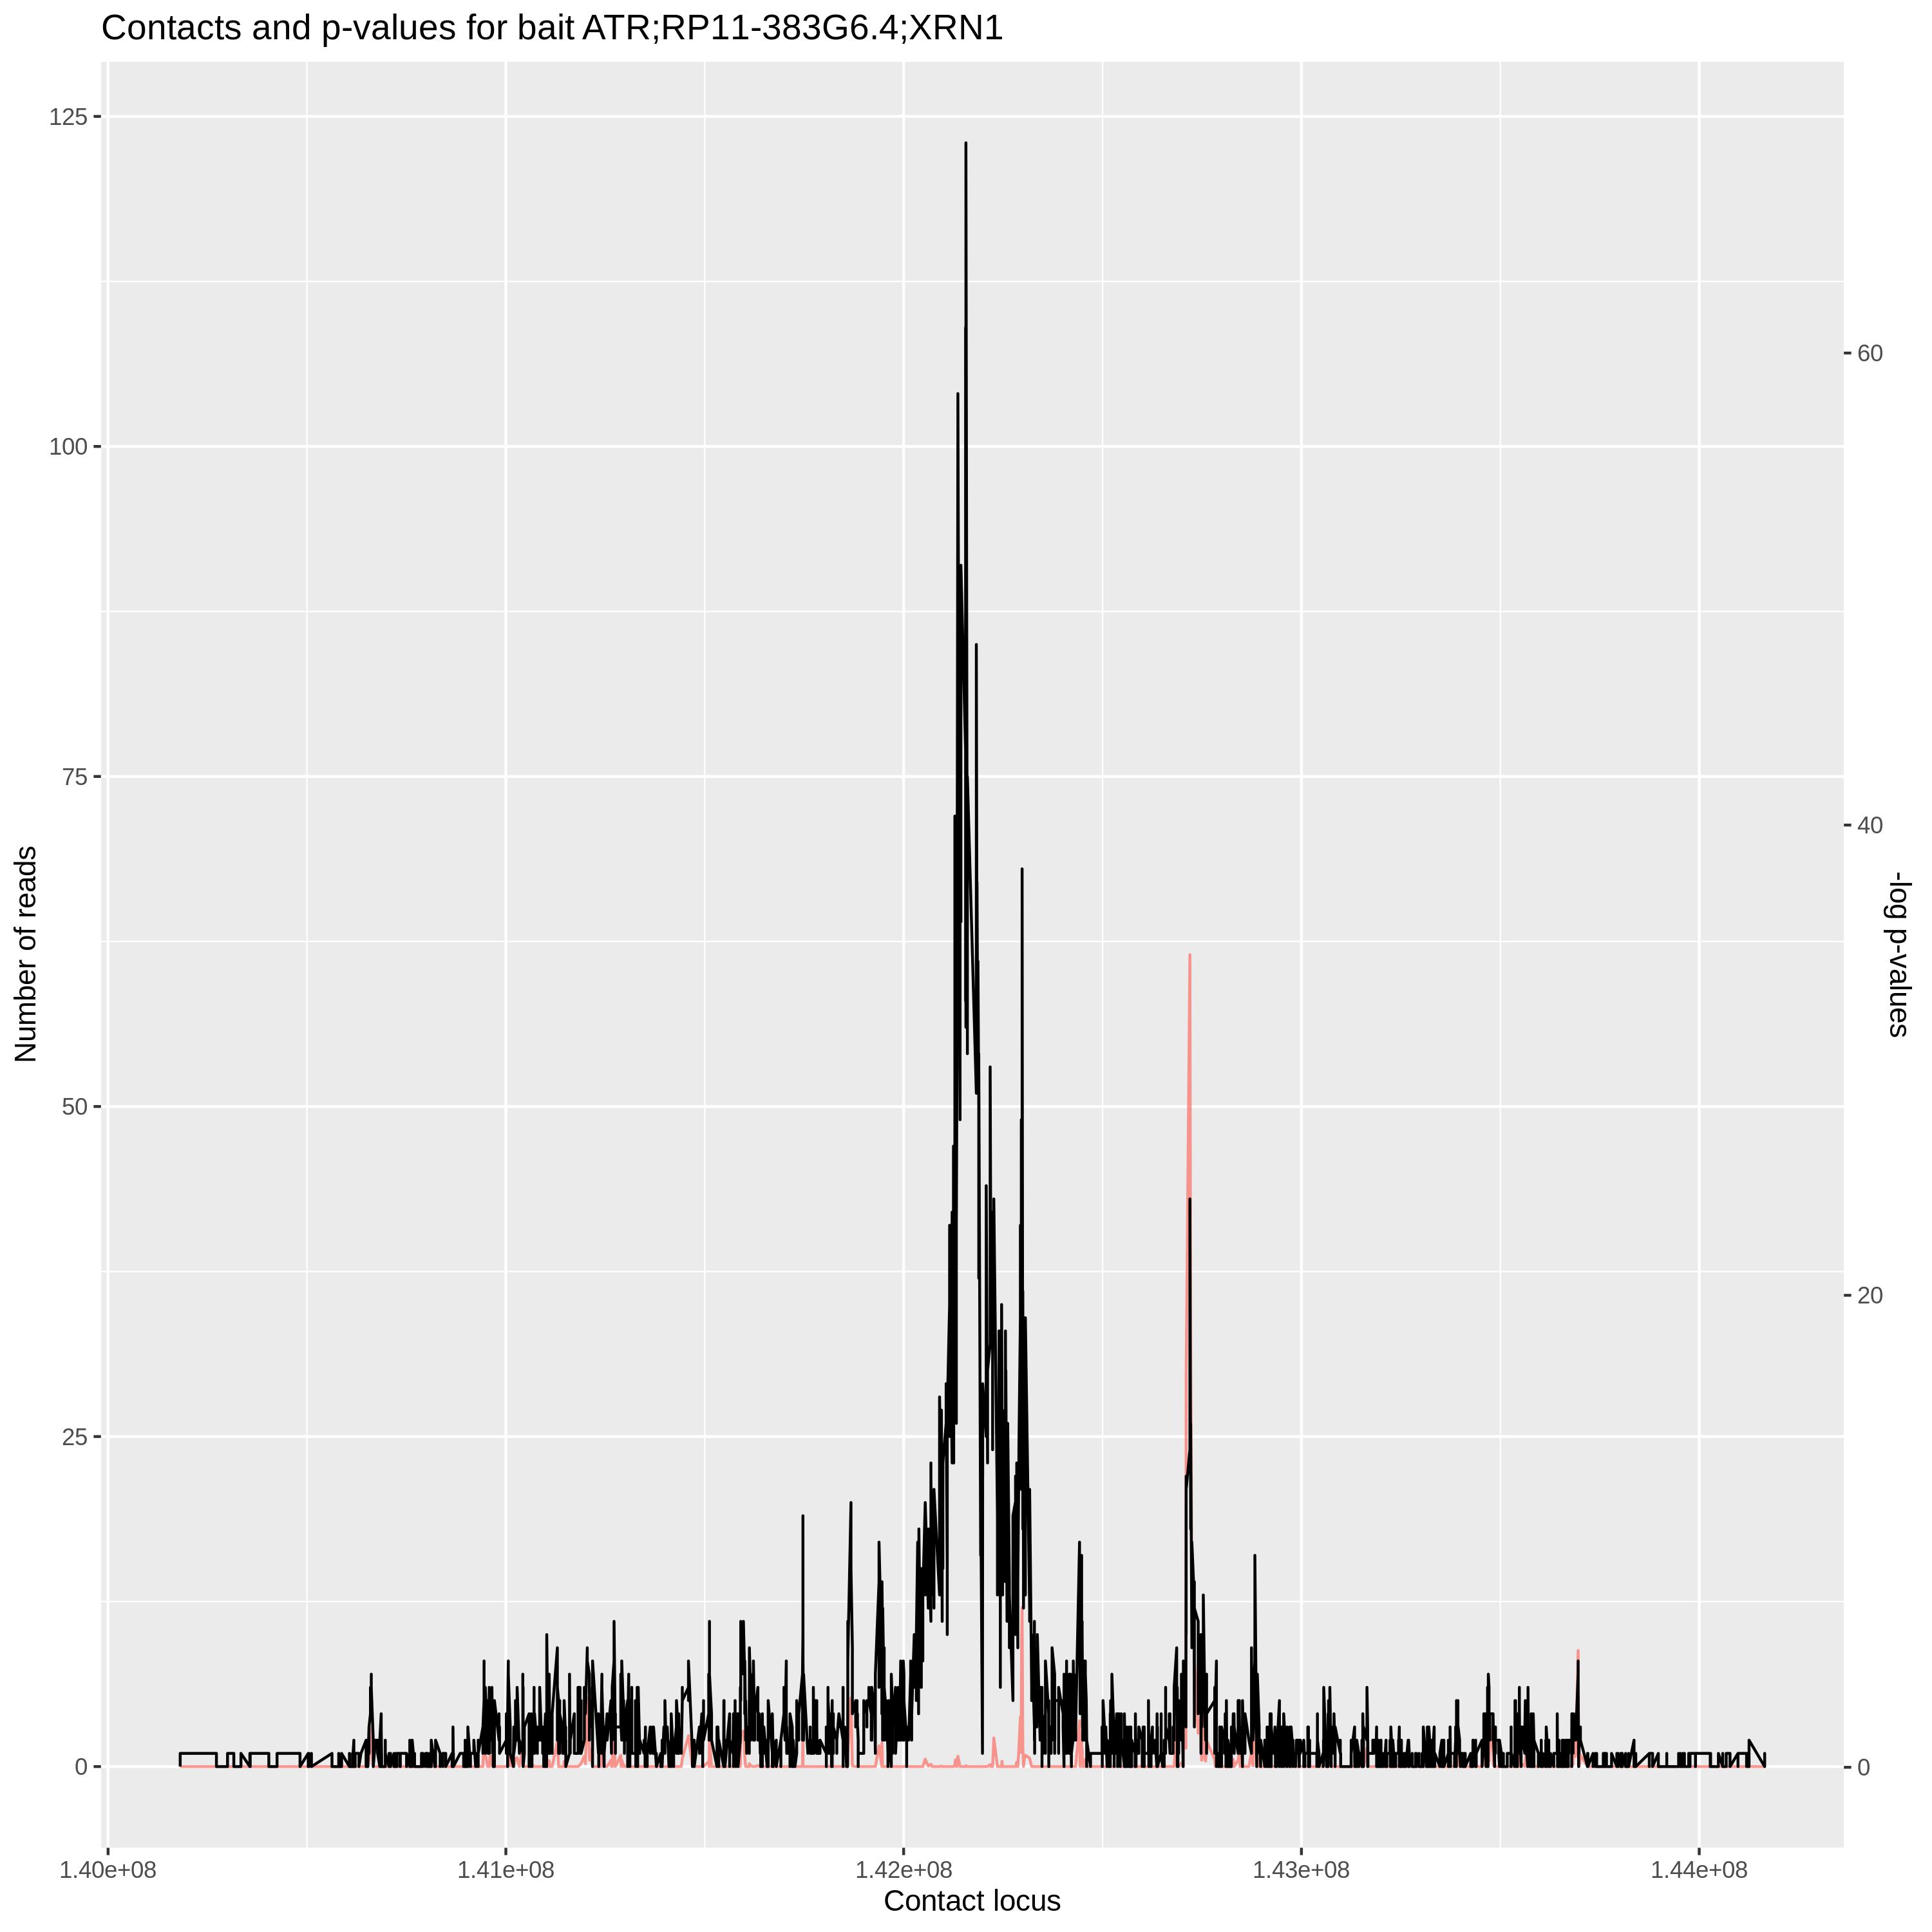 Contacts and p-values for bait ATR;RP11-383G6.4;XRN1
125
100
75
50
25
0
Number of reads
60
40
20
0
-log p-values
1.40e+08
1.41e+08
1.42e+08
1.43e+08
1.44e+08
Contact locus